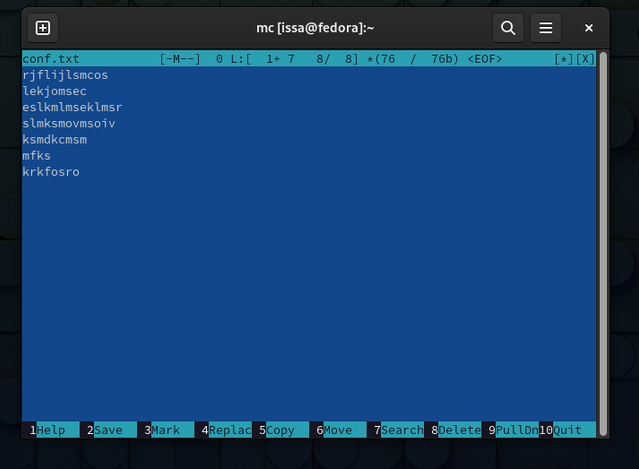 mc [issa@fedora]:~
conf.txt [-M--] 0 L:[ 1+ 7 8/ 8] *(76 / 76b) <EOF> [*][X]
rjflijlsmcos
lekjomsec
eslkmlmseklmsr
slmksmovmsoiv
ksmdkcmsm
mfks
krkfosro
1Help 2Save 3Mark 4Replac 5Copy 6Move 7Search 8Delete 9PullDn 10Quit